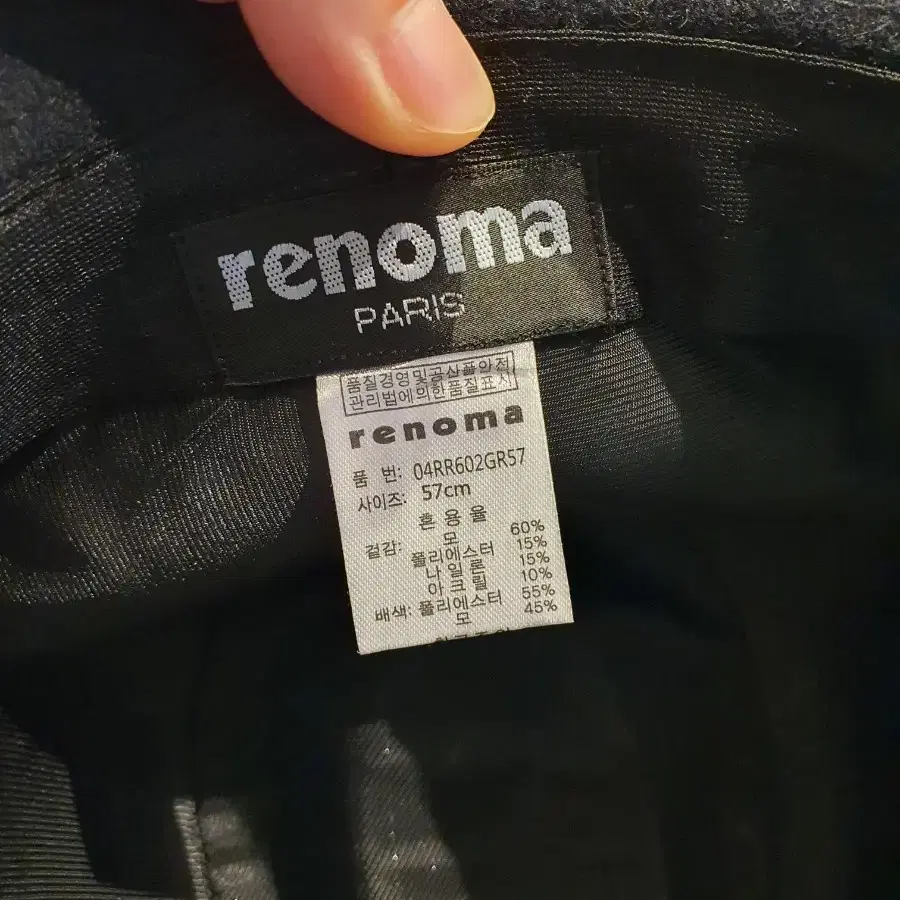 renoma
PARIS
품질경영및공산품안전
관리법에의한품질표시
renoma
품 번: 04RR602GR57
사이즈: 57cm
혼용율
겉감: 모 60%
폴리에스터 15%
나일론 15%
아크릴 10%
배색: 폴리에스터 55%
모 45%